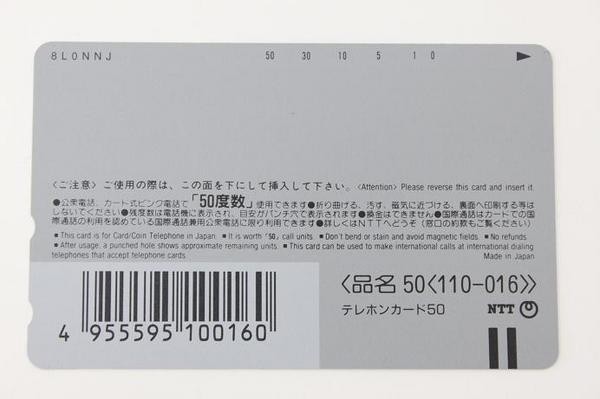 8L0NNJ 50 30 10 5 1 0
〈ご注意〉ご使用の際は、この面を下にして挿入して下さい。〈Attention〉Please reverse this card and insert it.
●公衆電話、カード式ピンク電話で「50度数」使用できます●折り曲げる、汚す、磁気に近づける、裏面へ印刷する等は
しないでください●残度数は電話機に表示され、目安がパンチ穴で表示されます●換金はできません●国際通話はカードでの国
際通話の利用を認めている国際通話兼用公衆電話に限り利用できます●詳しくはNTTへどうぞ(窓口の約款もご覧ください)
■ This card is for Card/Coin Telephone in Japan ■ It is worth「50」call units ■ Don't bend or stain and avoid magnetic fields ■ No refunds
■ After usage, a punched hole shows approximate remaining units ■ This card can be used to make international calls at international dialing
telephones that accept telephone cards Made in Japan
〈品名 50〈110-016〉〉
テレホンカード50 NTT
4 955595 100160